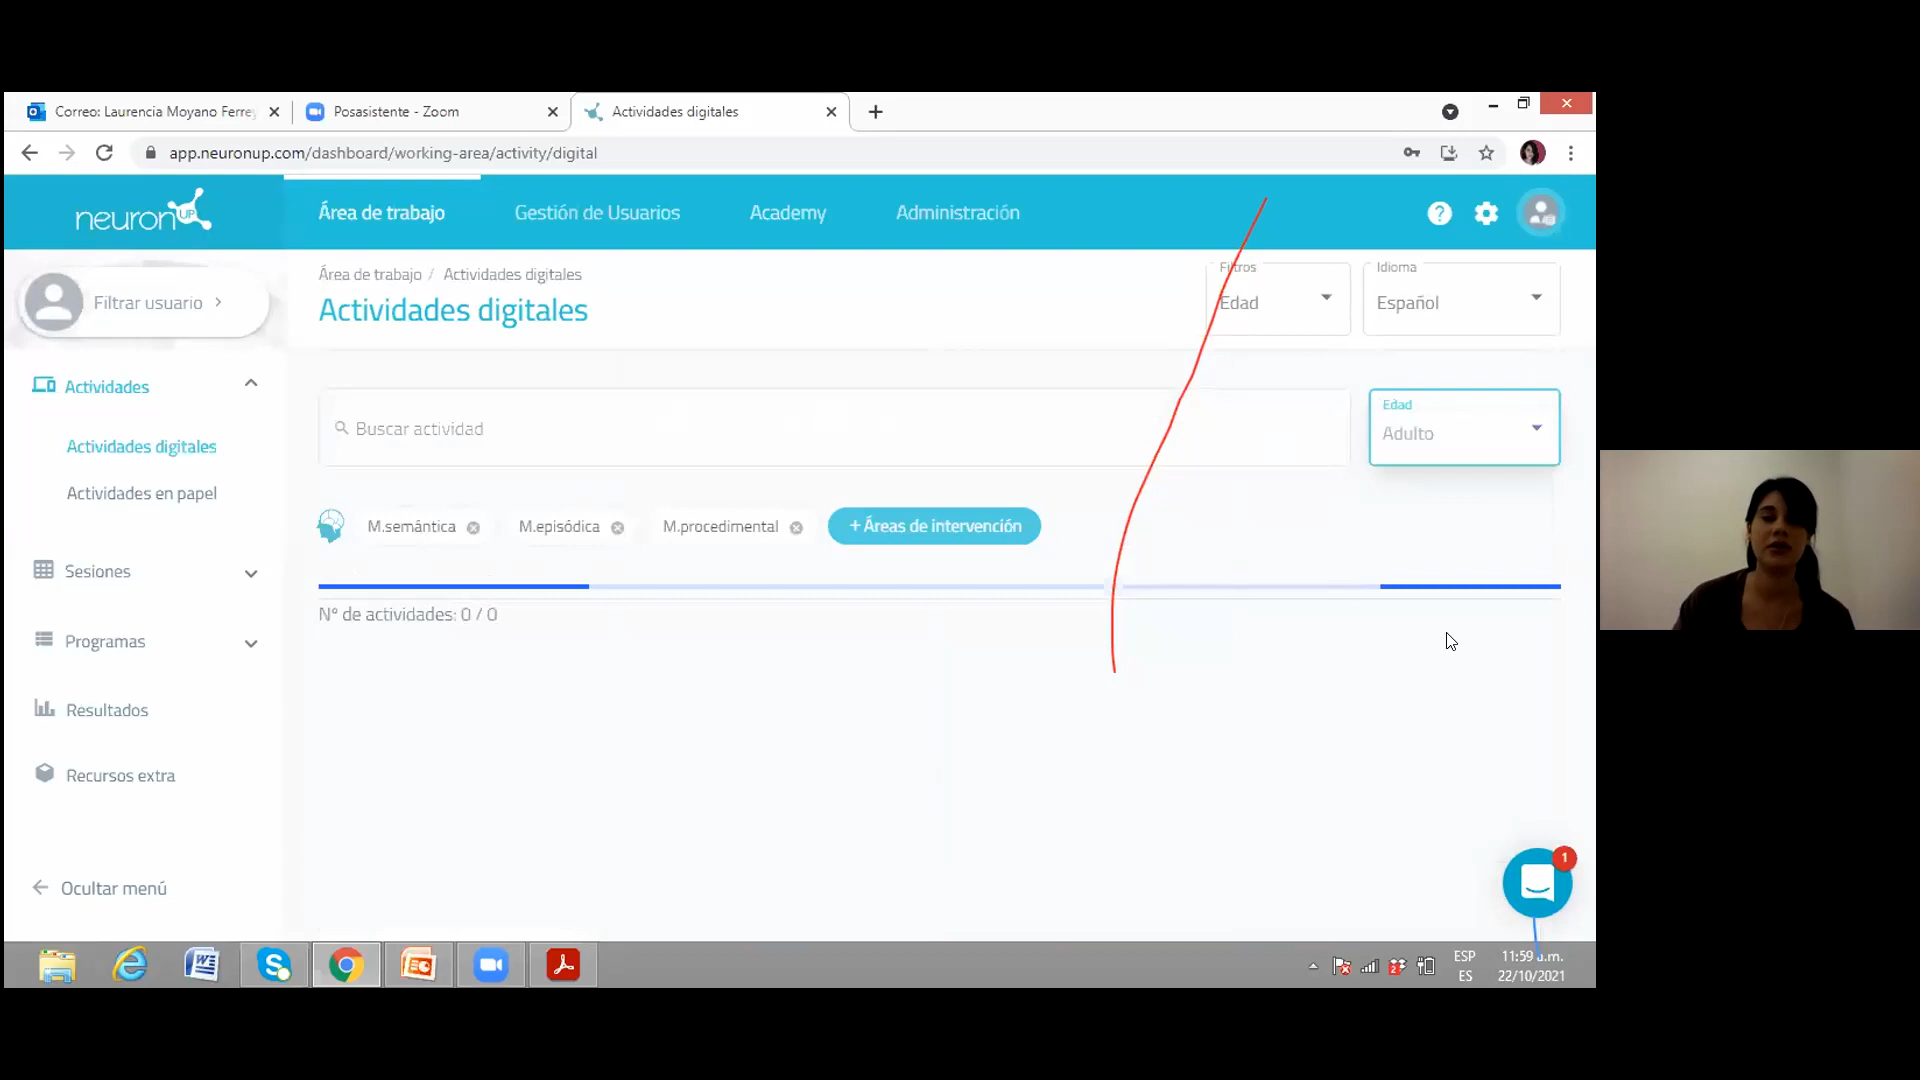 Correo: Laurencia Moyano Ferrey
Posasistente - Zoom
Actividades digitales
app.neuronup.com/dashboard/working-area/activity/digital
neuronUP
Área de trabajo
Gestión de Usuarios
Academy
Administración
Filtrar usuario
Área de trabajo / Actividades digitales
Actividades digitales
Filtros
Edad
Idioma
Español
Actividades
Actividades digitales
Actividades en papel
Buscar actividad
Edad
Adulto
M.semántica
M.episódica
M.procedimental
+ Áreas de intervención
Nº de actividades: 0 / 0
Sesiones
Programas
Resultados
Recursos extra
Ocultar menú
1
ESP
ES
11:59 a.m.
22/10/2021